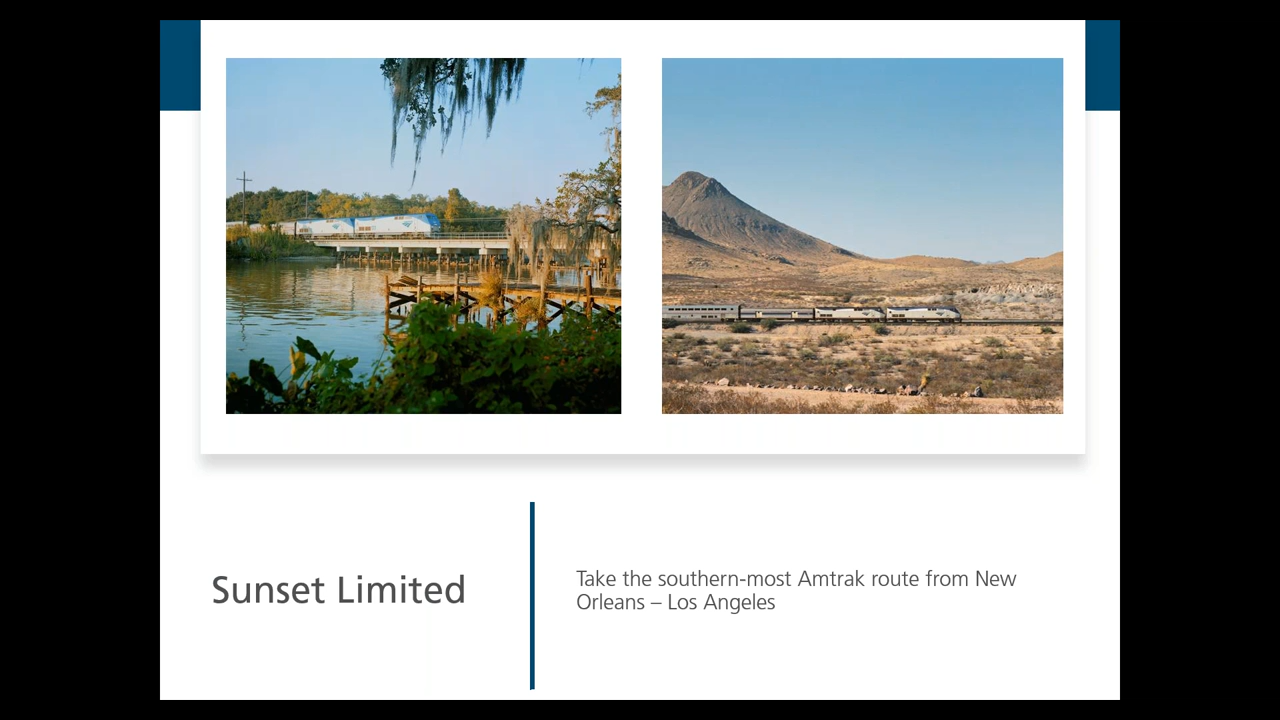 Sunset Limited
Take the southern-most Amtrak route from New
Orleans – Los Angeles